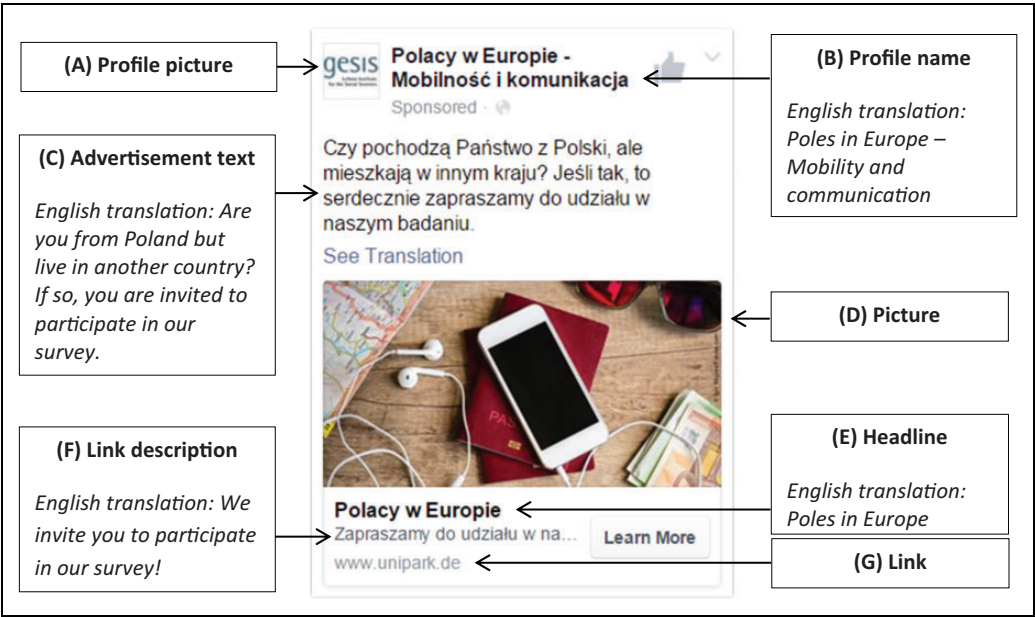 (A) Profile picture
gesis
Polacy w Europie -
Mobilność i komunikacja
Sponsored ·
(B) Profile name
English translation:
Poles in Europe –
Mobility and
communication
(C) Advertisement text
English translation: Are
you from Poland but
live in another country?
If so, you are invited to
participate in our
survey.
Czy pochodzą Państwo z Polski, ale
mieszkają w innym kraju? Jeśli tak, to
serdecznie zapraszamy do udziału w
naszym badaniu.
See Translation
(D) Picture
PAS
(F) Link description
English translation: We
invite you to participate
in our survey!
Polacy w Europie
Zapraszamy do udziału w na...
www.unipark.de
Learn More
(E) Headline
English translation:
Poles in Europe
(G) Link